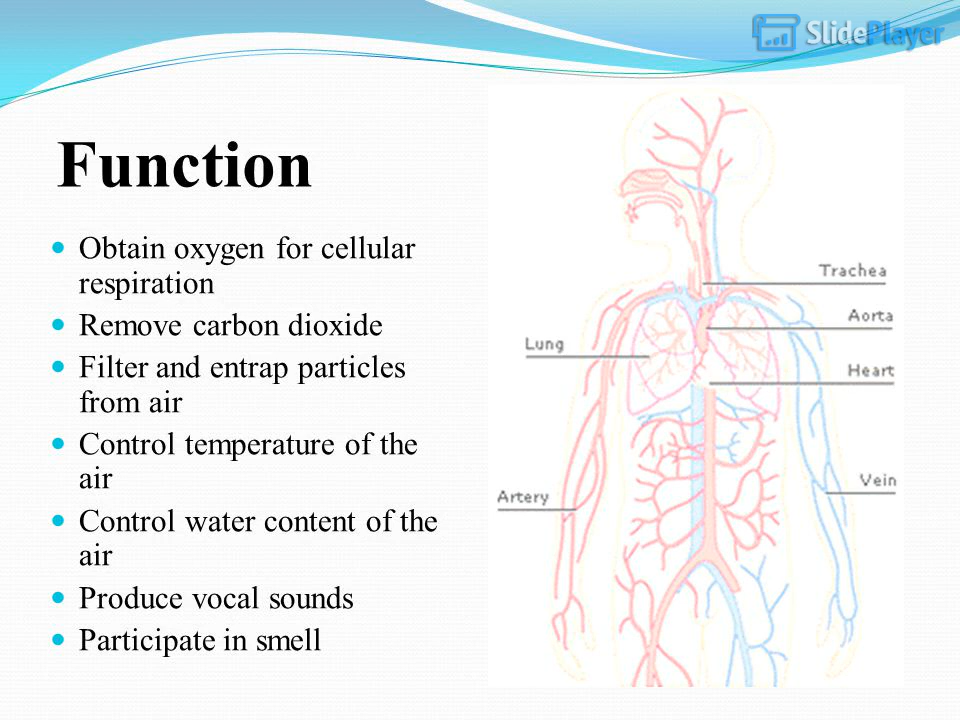 SlidePlayer
Function
Obtain oxygen for cellular
respiration
Remove carbon dioxide
Filter and entrap particles
from air
Control temperature of the
air
Control water content of the
air
Produce vocal sounds
Participate in smell
Trachea
Aorta
Lung
Heart
Vein
Artery